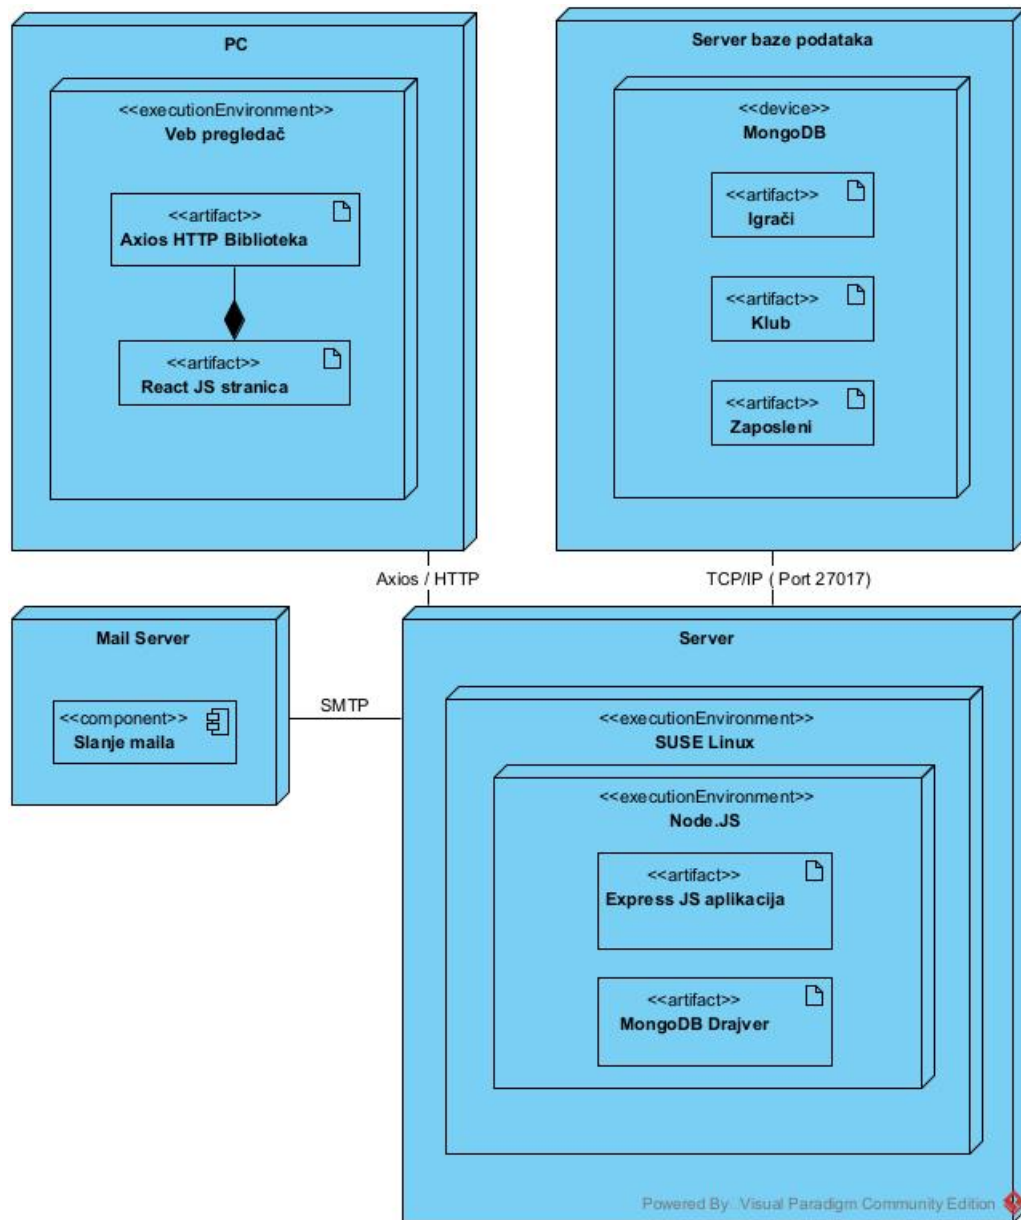 PC
<<executionEnvironment>>
Veb pregledač
<<artifact>>
Axios HTTP Biblioteka
<<artifact>>
React JS stranica
Server baze podataka
<<device>>
MongoDB
<<artifact>>
Igrači
<<artifact>>
Klub
<<artifact>>
Zaposleni
Axios / HTTP
TCP/IP ( Port 27017)
Mail Server
<<component>>
Slanje maila
SMTP
Server
<<executionEnvironment>>
SUSE Linux
<<executionEnvironment>>
Node.JS
<<artifact>>
Express JS aplikacija
<<artifact>>
MongoDB Drajver
Powered By Visual Paradigm Community Edition